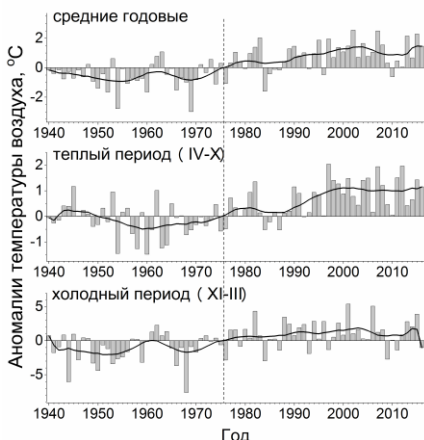 Аномалии температуры воздуха, °C
средние годовые
2
0
-2
1940 1950 1960 1970 1980 1990 2000 2010
теплый период ( IV-X)
2
1
0
-1
1940 1950 1960 1970 1980 1990 2000 2010
холодный период ( XI-III)
5
0
-5
1940 1950 1960 1970 1980 1990 2000 2010
Год